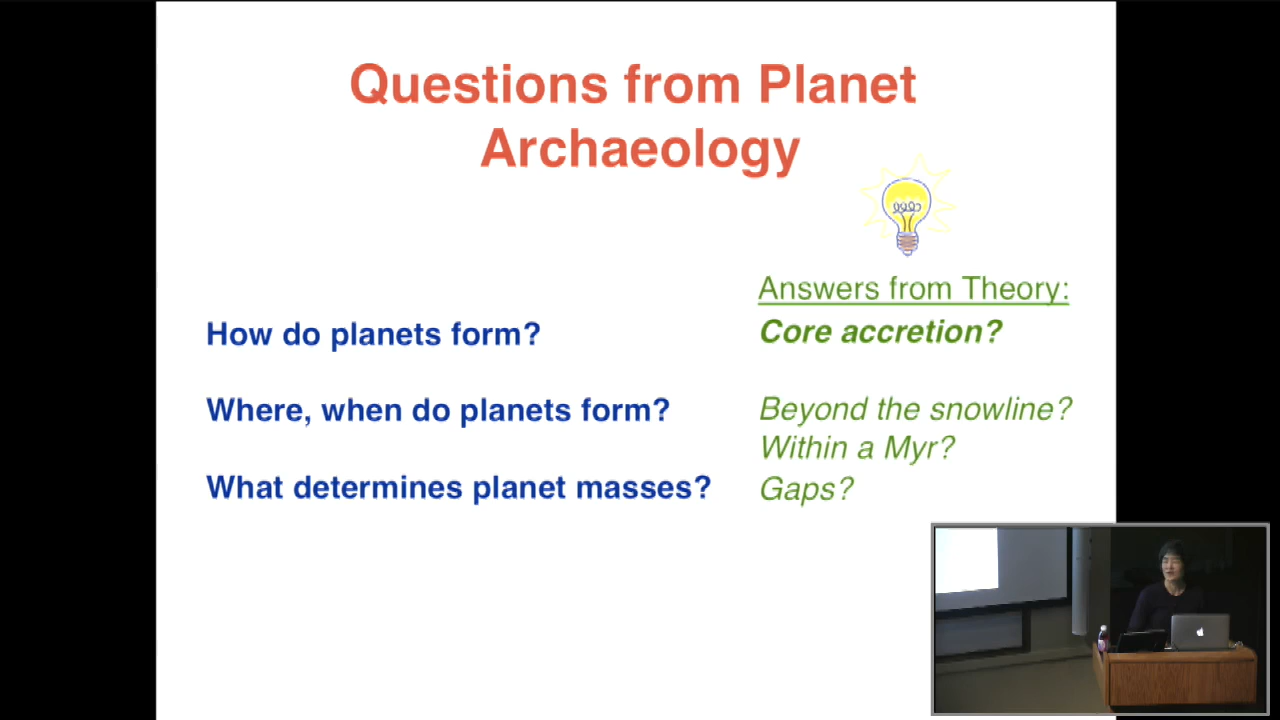 Questions from Planet
Archaeology
Answers from Theory:
How do planets form?
Core accretion?
Where, when do planets form?
Beyond the snowline?
Within a Myr?
What determines planet masses?
Gaps?